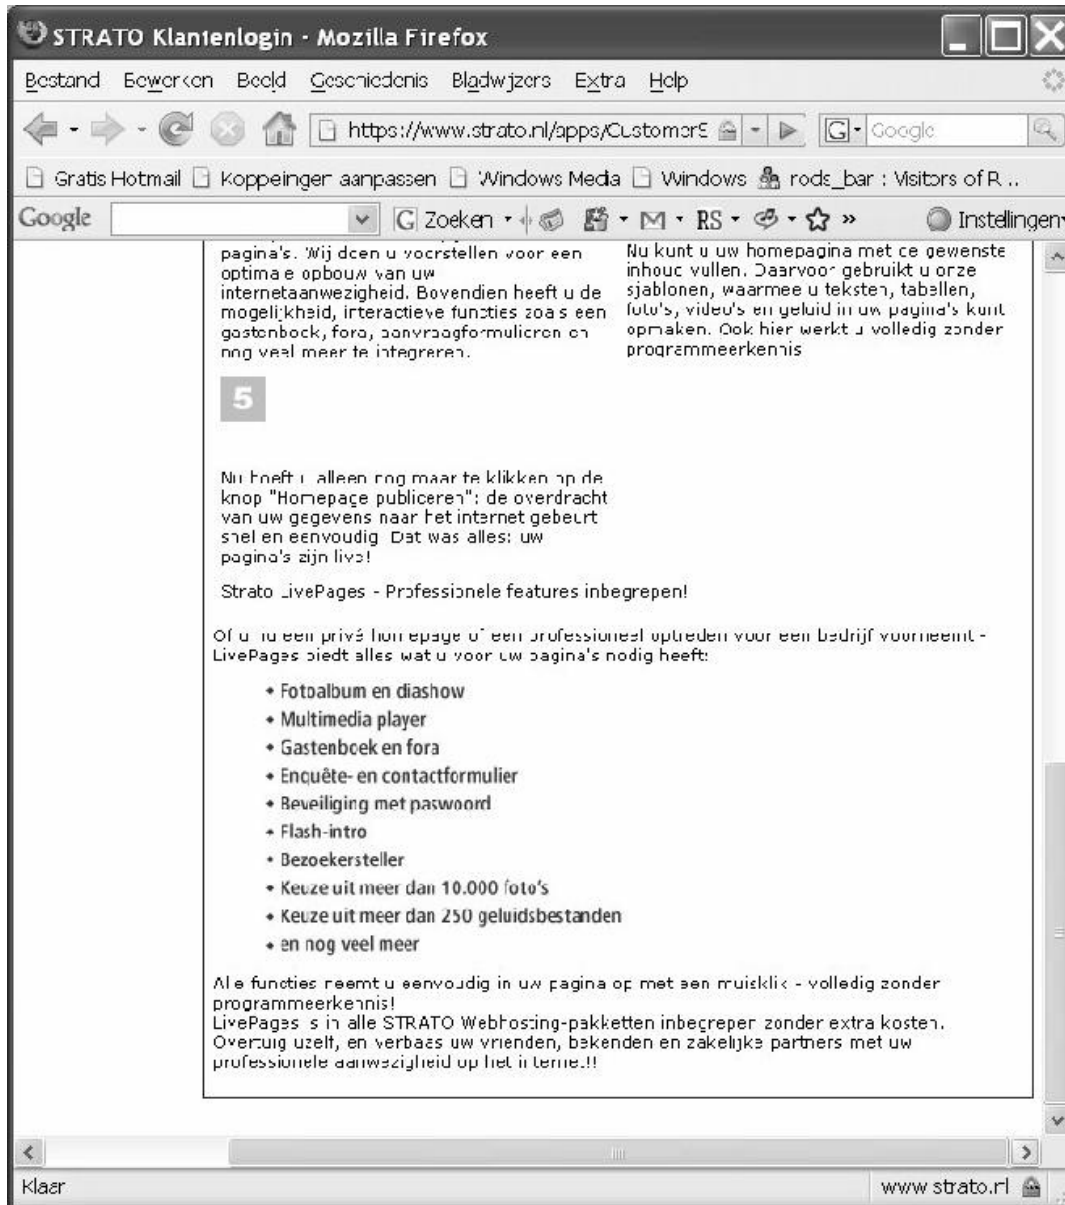 STRATO Klantenlogin - Mozilla Firefox
Bestand Bewerken Beeld Geschiedenis Bladwijzers Extra Help
https://www.strato.nl/apps/CustomerS G Google
Gratis Hotmail Koppelingen aanpassen Windows Media Windows rods_bar : Visitors of R...
Google G Zoeken RS » Instellingen
pagina's. Wij doen u voorstellen voor een
optimale opbouw van uw
internetaanwezigheid. Bovendien heeft u de
mogelijkheid, interactieve functies zoals een
gastenboek, fora, aanvraagformulieren en
nog veel meer te integreren.
Nu kunt u uw homepagina met de gewenste
inhoud vullen. Daarvoor gebruikt u onze
sjablonen, waarmee u teksten, tabellen,
foto's, video's en geluid in uw pagina's kunt
opmaken. Ook hier werkt u volledig zonder
programmeerkennis
5
Nu hoeft u alleen nog maar te klikken op de
knop "Homepage publiceren": de overdracht
van uw gegevens naar het internet gebeurt
snel en eenvoudig. Dat was alles: uw
pagina's zijn live!
Strato LivePages - Professionele features inbegrepen!
Of u nu een privé homepage of een professioneel optreden voor een bedrijf voorneemt -
LivePages biedt alles wat u voor uw pagina's nodig heeft:
• Fotoalbum en diashow
• Multimedia player
• Gastenboek en fora
• Enquête- en contactformulier
• Beveiliging met paswoord
• Flash-intro
• Bezoekersteller
• Keuze uit meer dan 10.000 foto's
• Keuze uit meer dan 250 geluidsbestanden
• en nog veel meer
Alle functies neemt u eenvoudig in uw pagina op met een muisklik - volledig zonder
programmeerkennis!
LivePages is in alle STRATO Webhosting-pakketten inbegrepen zonder extra kosten.
Overtuig uzelf, en verbaas uw vrienden, bekenden en zakelijke partners met uw
professionele aanwezigheid op het internet!!
Klaar www.strato.nl